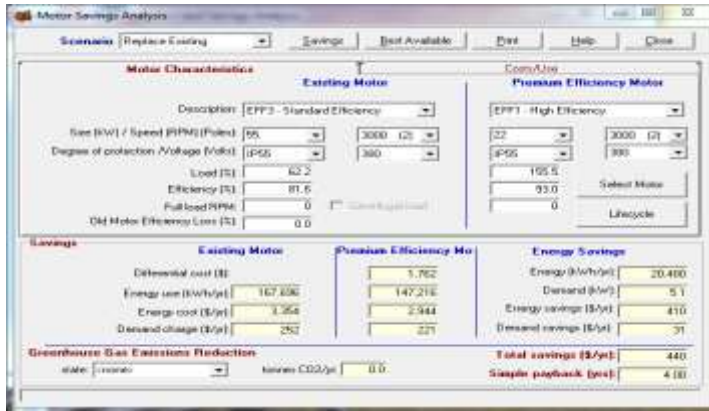 Motor Savings Analysis
Scenario: Replace Existing Savings Best Available Print Help Close
Motor Characteristics Costs/Use
Existing Motor Premium Efficiency Motor
Description: EFF3 - Standard Efficiency EFF1 - High Efficiency
Size (kW) / Speed (RPM) (Poles): 55 3000 (2) 22 3000 (2)
Degree of protection /Voltage (Volts): IP55 380 IP55 380
Load (%): 62.2 155.5
Efficiency (%): 81.6 93.0 Select Motor
Full load RPM: 0 Centrifugal load 0
Old Motor Efficiency Loss (%): 0.0 Lifecycle
Savings
Existing Motor Premium Efficiency Mo Energy Savings
Differential cost ($): 1,762 Energy (kWh/yr): 20,480
Energy use (kWh/yr): 167,696 147,216 Demand (kW): 5.1
Energy cost ($/yr): 3,354 2,944 Energy savings ($/yr): 410
Demand charge ($/yr): 252 221 Demand savings ($/yr): 31
Greenhouse Gas Emissions Reduction Total savings ($/yr): 440
state: tonnes CO2/yr: 0.0 Simple payback (yrs): 4.00